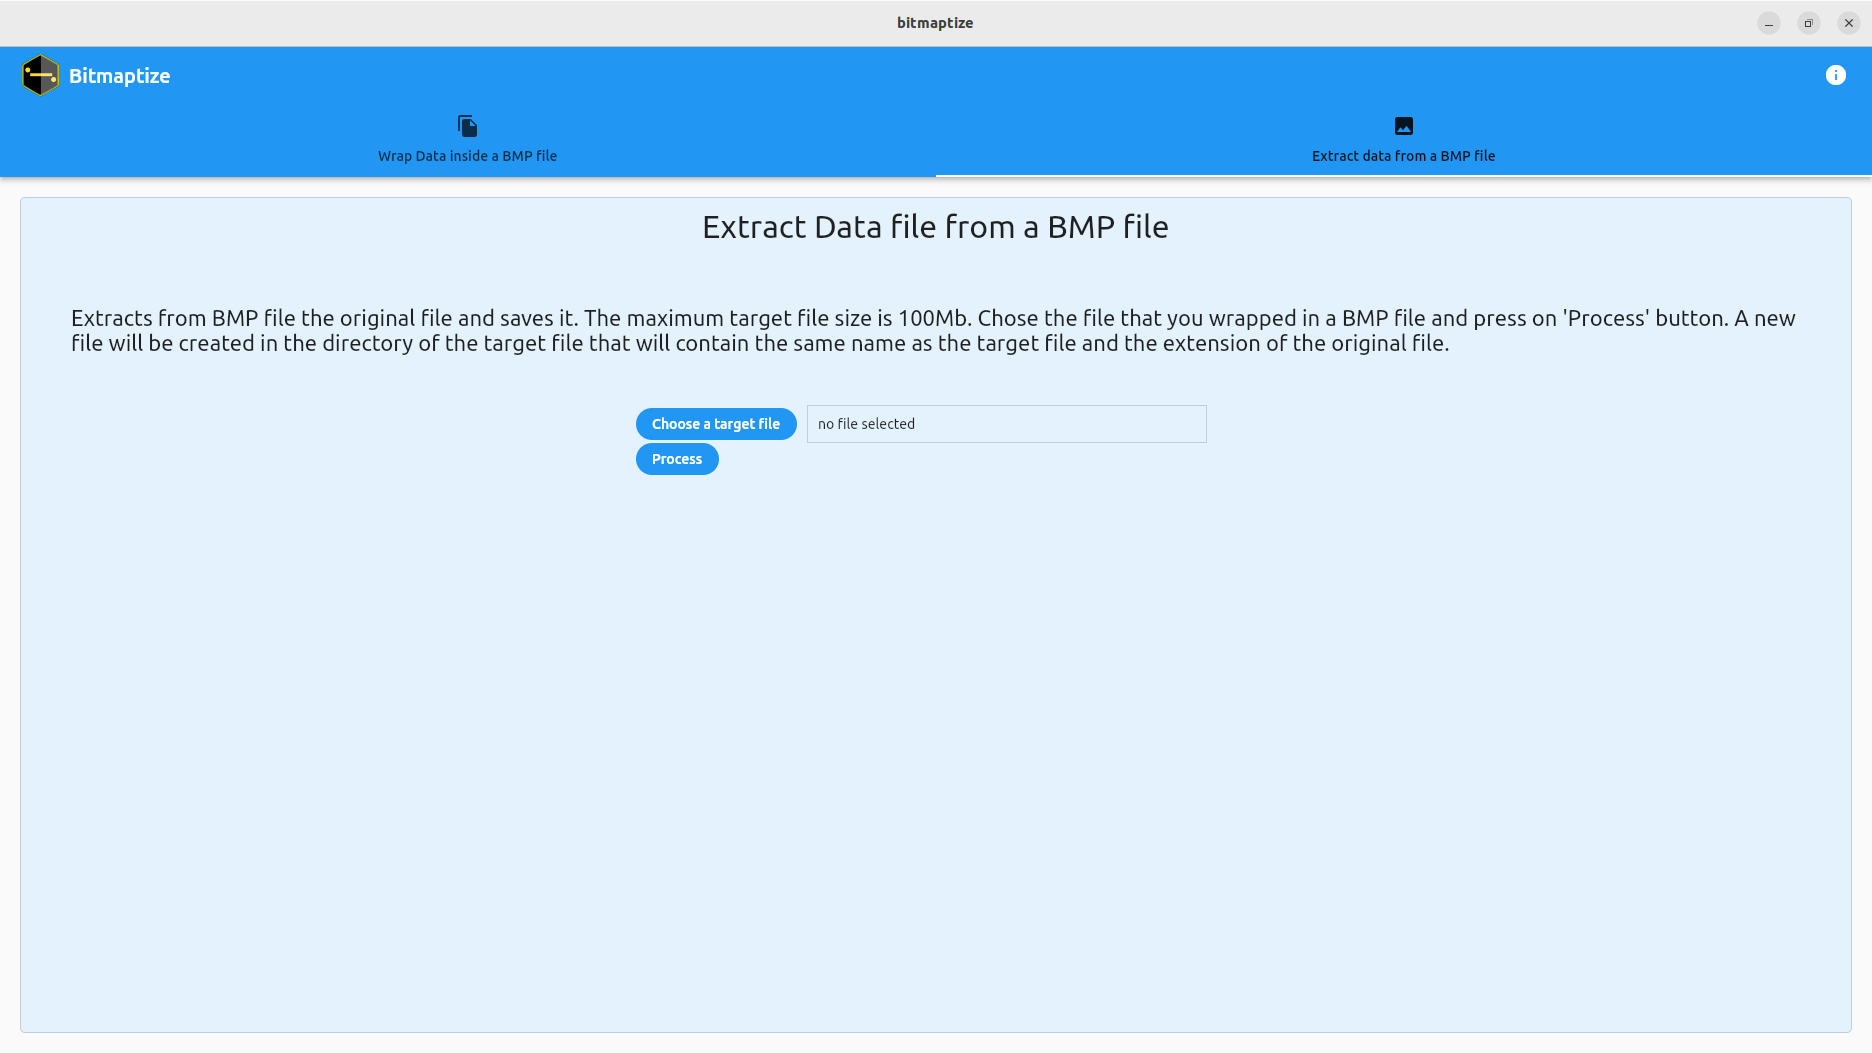 bitmaptize
Bitmaptize
Wrap Data inside a BMP file
Extract data from a BMP file
Extract Data file from a BMP file
Extracts from BMP file the original file and saves it. The maximum target file size is 100Mb. Chose the file that you wrapped in a BMP file and press on 'Process' button. A new
file will be created in the directory of the target file that will contain the same name as the target file and the extension of the original file.
Choose a target file
no file selected
Process